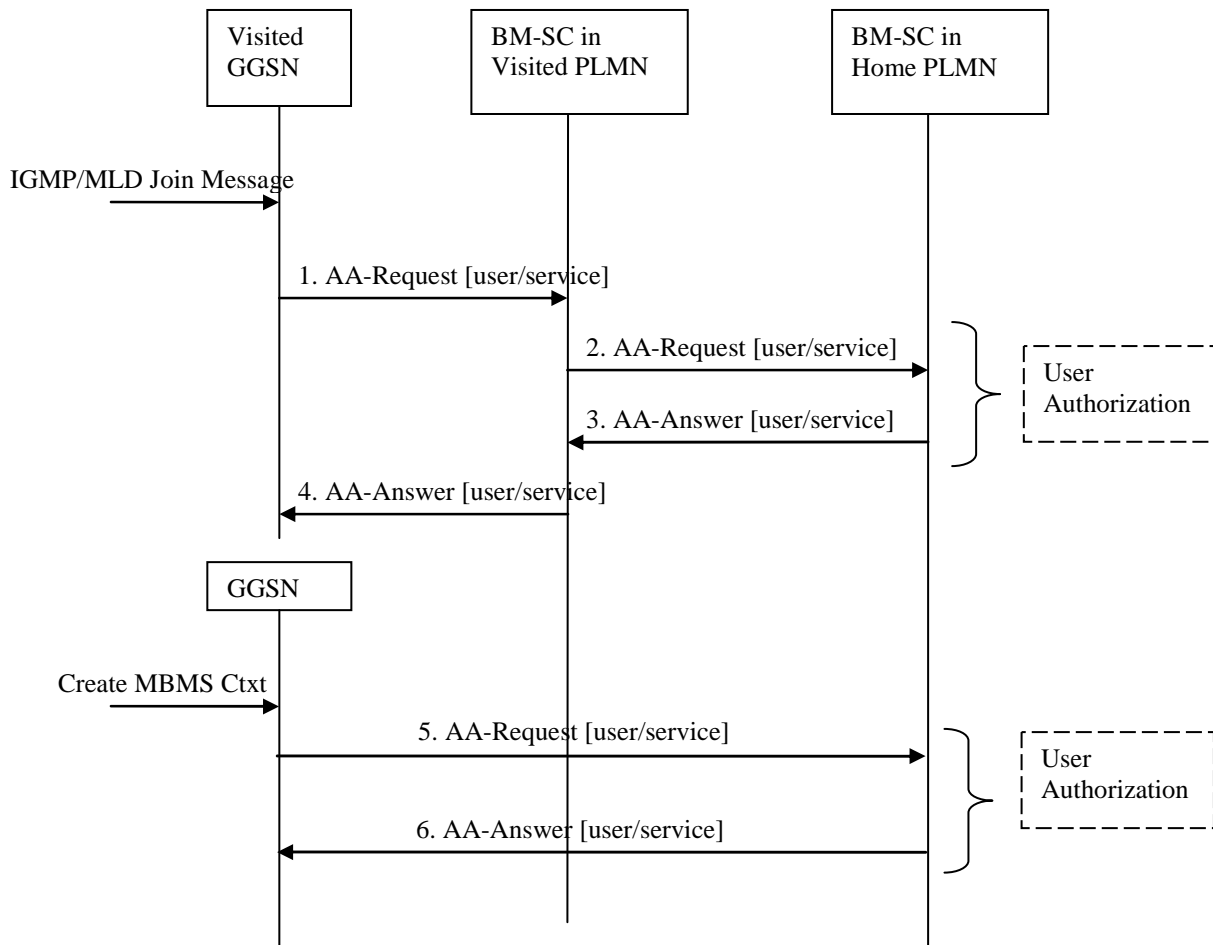 Visited
GGSN
BM-SC in
Visited PLMN
BM-SC in
Home PLMN
IGMP/MLD Join Message
1. AA-Request [user/service]
2. AA-Request [user/service]
User
Authorization
3. AA-Answer [user/service]
4. AA-Answer [user/service]
GGSN
Create MBMS Ctxt
5. AA-Request [user/service]
User
Authorization
6. AA-Answer [user/service]